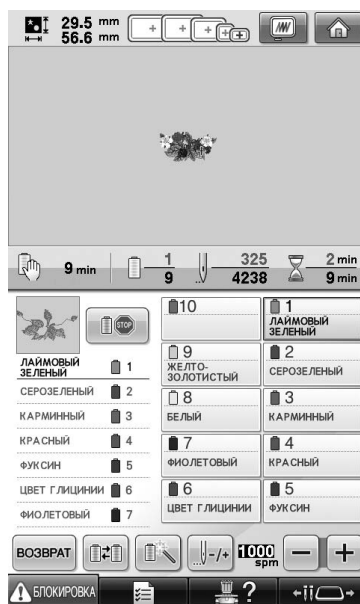 29.5 mm
56.6 mm
9 min
1
9
325
4238
2 min
9 min
STOP
ЛАЙМОВЫЙ
ЗЕЛЕНЫЙ 1
СЕРОЗЕЛЕНЫЙ 2
КАРМИННЫЙ 3
КРАСНЫЙ 4
ФУКСИН 5
ЦВЕТ ГЛИЦИНИИ 6
ФИОЛЕТОВЫЙ 7
10
1
ЛАЙМОВЫЙ
ЗЕЛЕНЫЙ
9
ЖЕЛТО-
ЗОЛОТИСТЫЙ
2
СЕРОЗЕЛЕНЫЙ
8
БЕЛЫЙ
3
КАРМИННЫЙ
7
ФИОЛЕТОВЫЙ
4
КРАСНЫЙ
6
ЦВЕТ ГЛИЦИНИИ
5
ФУКСИН
ВОЗВРАТ
-/+
1000
spm
− +
БЛОКИРОВКА
?